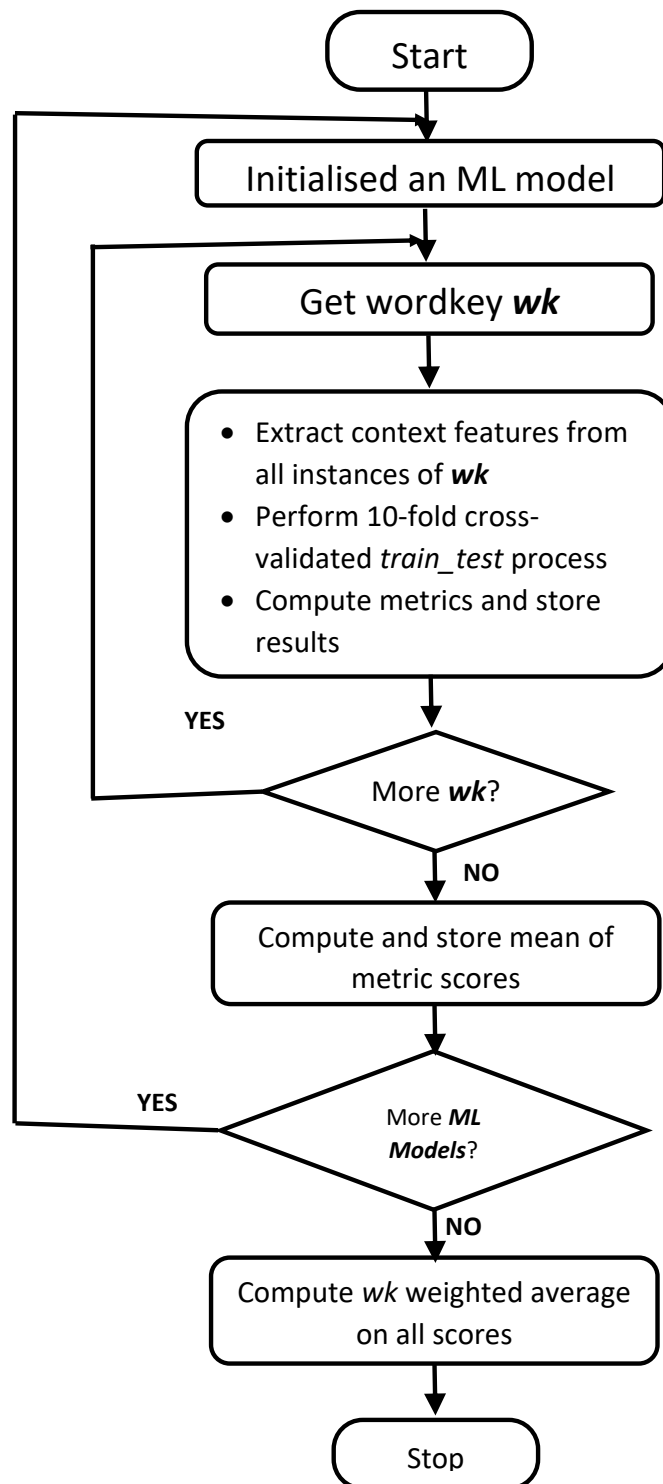 Start
Initialised an ML model
Get wordkey wk
• Extract context features from
all instances of wk
• Perform 10-fold cross-
validated train_test process
• Compute metrics and store
results
YES
More wk?
NO
Compute and store mean of
metric scores
YES
More ML
Models?
NO
Compute wk weighted average
on all scores
Stop